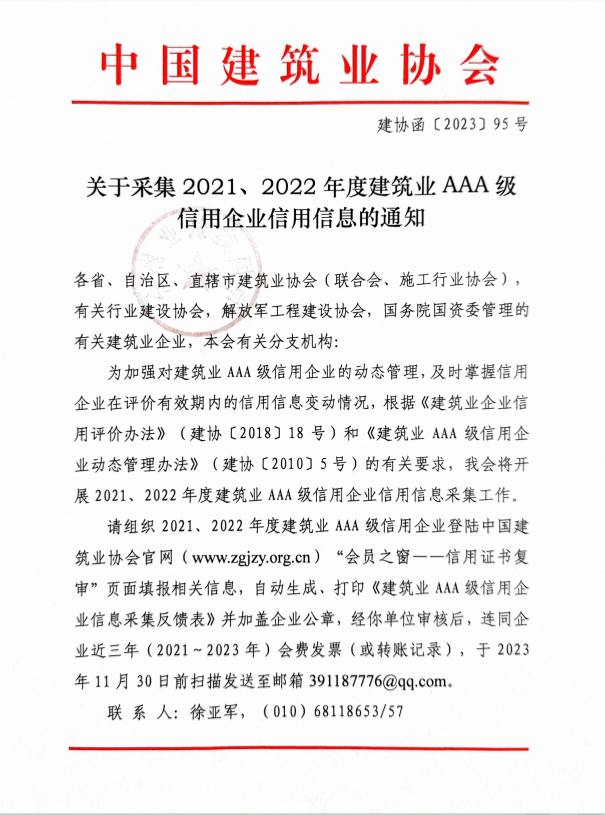 中国建筑业协会
建协函〔2023〕95号
关于采集2021、2022年度建筑业AAA级
信用企业信用信息的通知
各省、自治区、直辖市建筑业协会（联合会、施工行业协会），
有关行业建设协会，解放军工程建设协会，国务院国资委管理的
有关建筑业企业，本会有关分支机构：
为加强对建筑业AAA级信用企业的动态管理，及时掌握信用
企业在评价有效期内的信用信息变动情况，根据《建筑业企业信
用评价办法》（建协〔2018〕18号）和《建筑业AAA级信用企
业动态管理办法》（建协〔2010〕5号）的有关要求，我会将开
展2021、2022年度建筑业AAA级信用企业信用信息采集工作。
请组织2021、2022年度建筑业AAA级信用企业登陆中国建
筑业协会官网（www.zgjzy.org.cn）“会员之窗——信用证书复
审”页面填报相关信息，自动生成、打印《建筑业AAA级信用企
业信息采集反馈表》并加盖企业公章，经你单位审核后，连同企
业近三年（2021～2023年）会费发票（或转账记录），于2023
年11月30日前扫描发送至邮箱391187776@qq.com。
联 系 人：徐亚军，（010）68118653/57